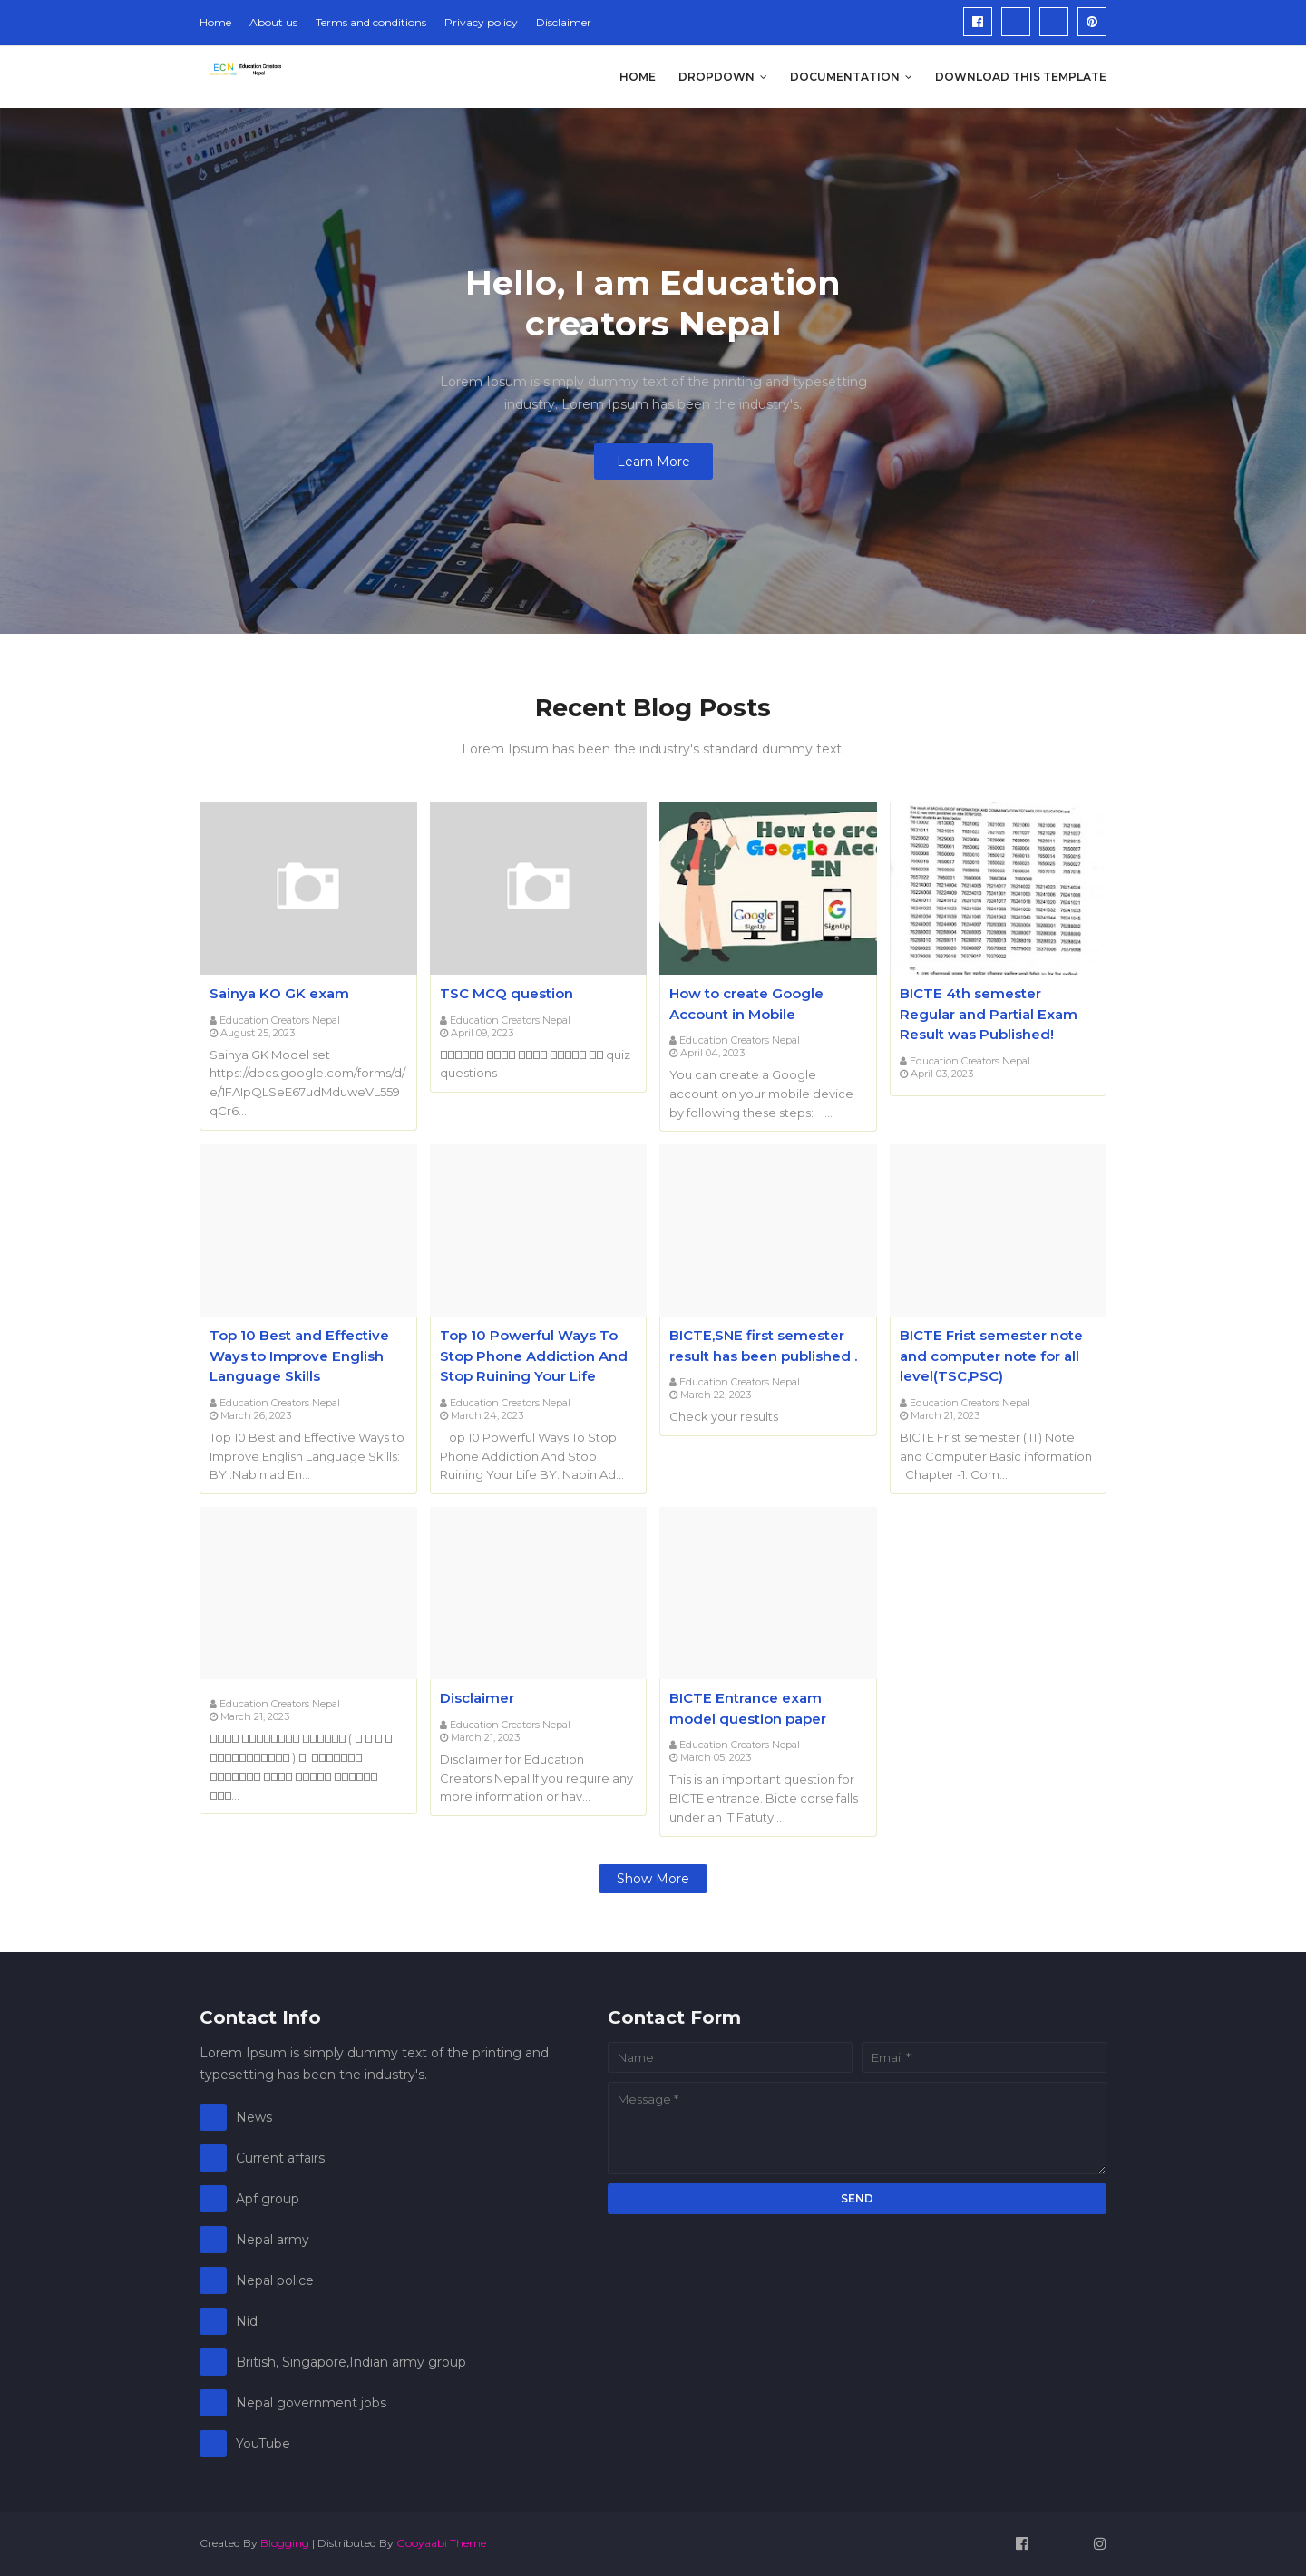 Home About us Terms and conditions Privacy policy Disclaimer
ECN Education Creators
Nepal
HOME DROPDOWN DOCUMENTATION DOWNLOAD THIS TEMPLATE
Hello, I am Education
creators Nepal
Lorem Ipsum is simply dummy text of the printing and typesetting
industry. Lorem Ipsum has been the industry's.
Learn More
Recent Blog Posts
Lorem Ipsum has been the industry's standard dummy text.
How to cre
Google Acco
IN
Google
SignUp
G
SignUp
Sainya KO GK exam
Education Creators Nepal
August 25, 2023
Sainya GK Model set
https://docs.google.com/forms/d/
e/1FAIpQLSeE67udMduweVL559
qCr6...
TSC MCQ question
Education Creators Nepal
April 09, 2023
quiz
questions
How to create Google
Account in Mobile
Education Creators Nepal
April 04, 2023
You can create a Google
account on your mobile device
by following these steps: ...
BICTE 4th semester
Regular and Partial Exam
Result was Published!
Education Creators Nepal
April 03, 2023
Top 10 Best and Effective
Ways to Improve English
Language Skills
Education Creators Nepal
March 26, 2023
Top 10 Best and Effective Ways to
Improve English Language Skills:
BY :Nabin ad En...
Top 10 Powerful Ways To
Stop Phone Addiction And
Stop Ruining Your Life
Education Creators Nepal
March 24, 2023
T op 10 Powerful Ways To Stop
Phone Addiction And Stop
Ruining Your Life BY: Nabin Ad...
BICTE,SNE first semester
result has been published .
Education Creators Nepal
March 22, 2023
Check your results
BICTE Frist semester note
and computer note for all
level(TSC,PSC)
Education Creators Nepal
March 21, 2023
BICTE Frist semester (IIT) Note
and Computer Basic information
Chapter -1: Com...
Education Creators Nepal
March 21, 2023
Disclaimer
Education Creators Nepal
March 21, 2023
Disclaimer for Education
Creators Nepal If you require any
more information or hav...
BICTE Entrance exam
model question paper
Education Creators Nepal
March 05, 2023
This is an important question for
BICTE entrance. Bicte corse falls
under an IT Fatuty...
Show More
Contact Info
Lorem Ipsum is simply dummy text of the printing and
typesetting has been the industry's.
News
Current affairs
Apf group
Nepal army
Nepal police
Nid
British, Singapore,Indian army group
Nepal government jobs
YouTube
Contact Form
Name
Email *
Message *
SEND
Created By Blogging | Distributed By Gooyaabi Theme